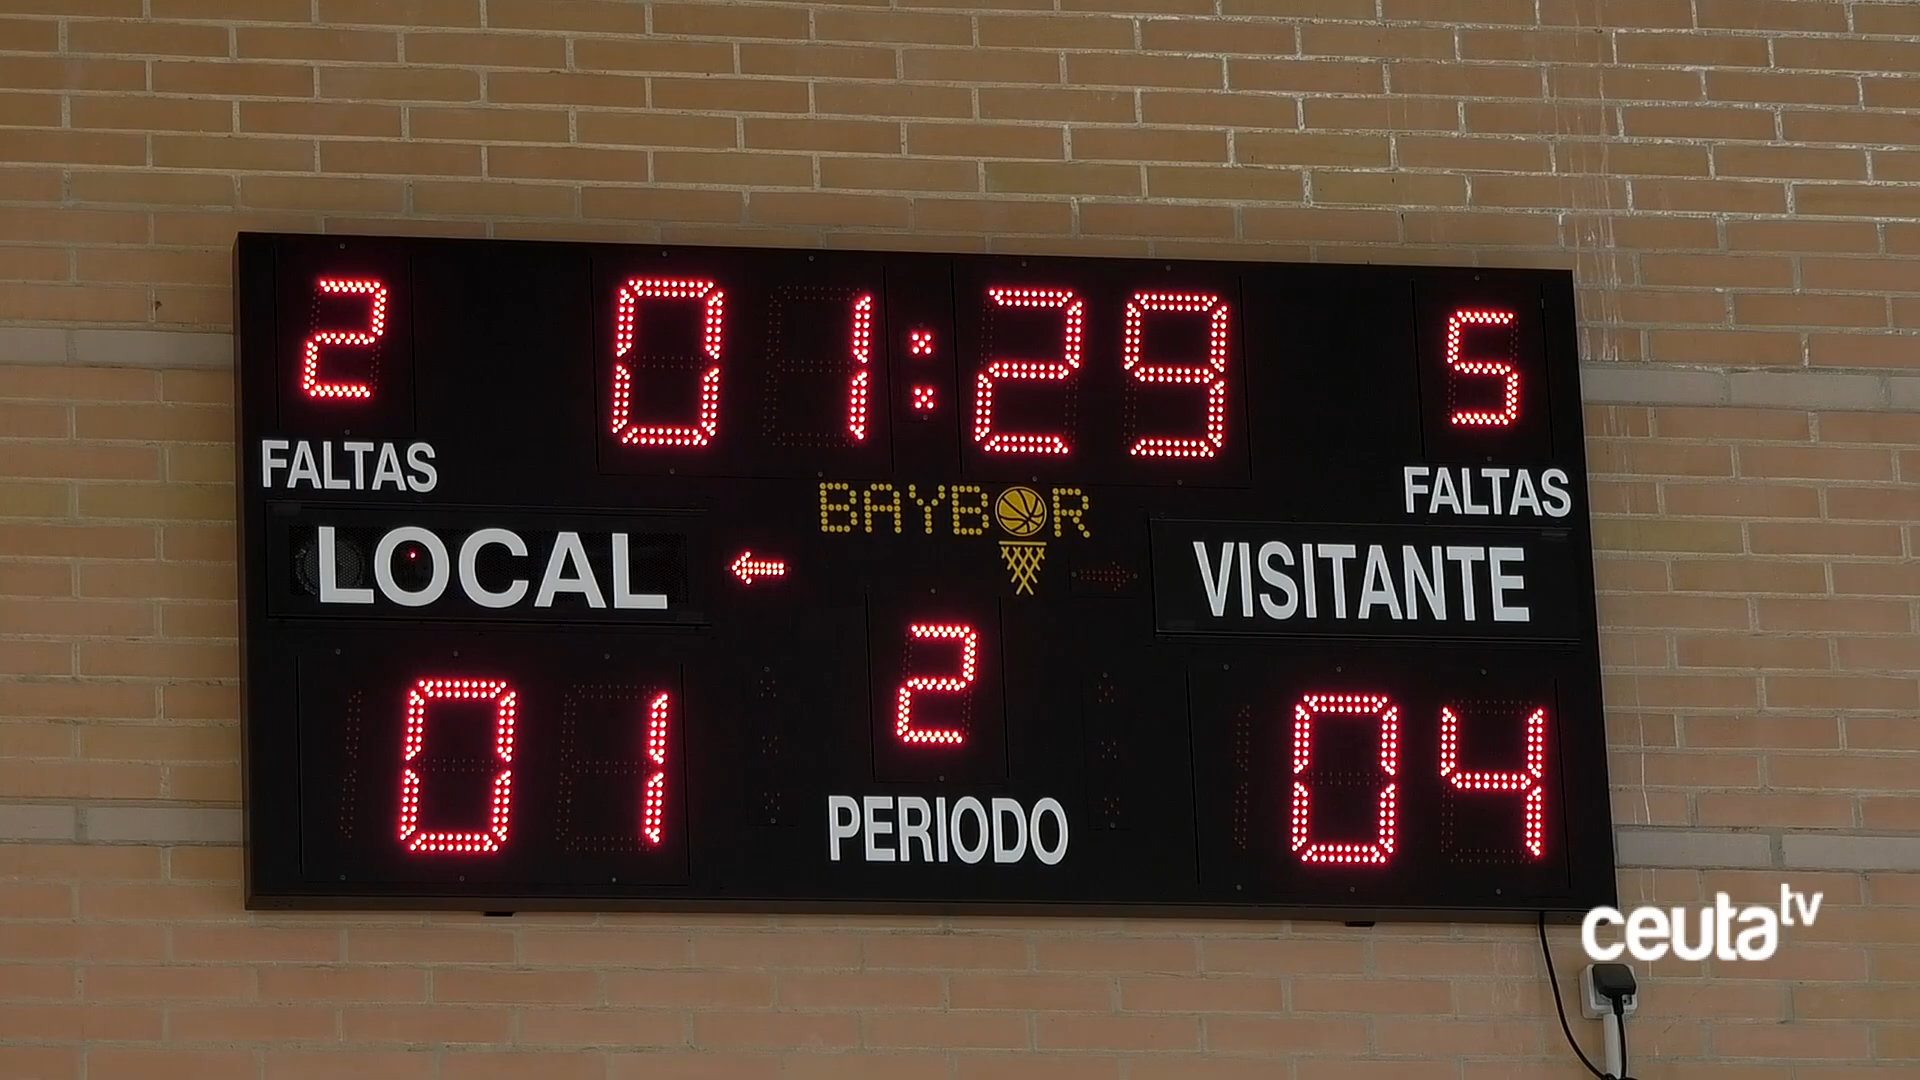 2 01:29 5
FALTAS FALTAS
BAYBOR
LOCAL VISITANTE
2
01 04
PERIODO
ceuta tv